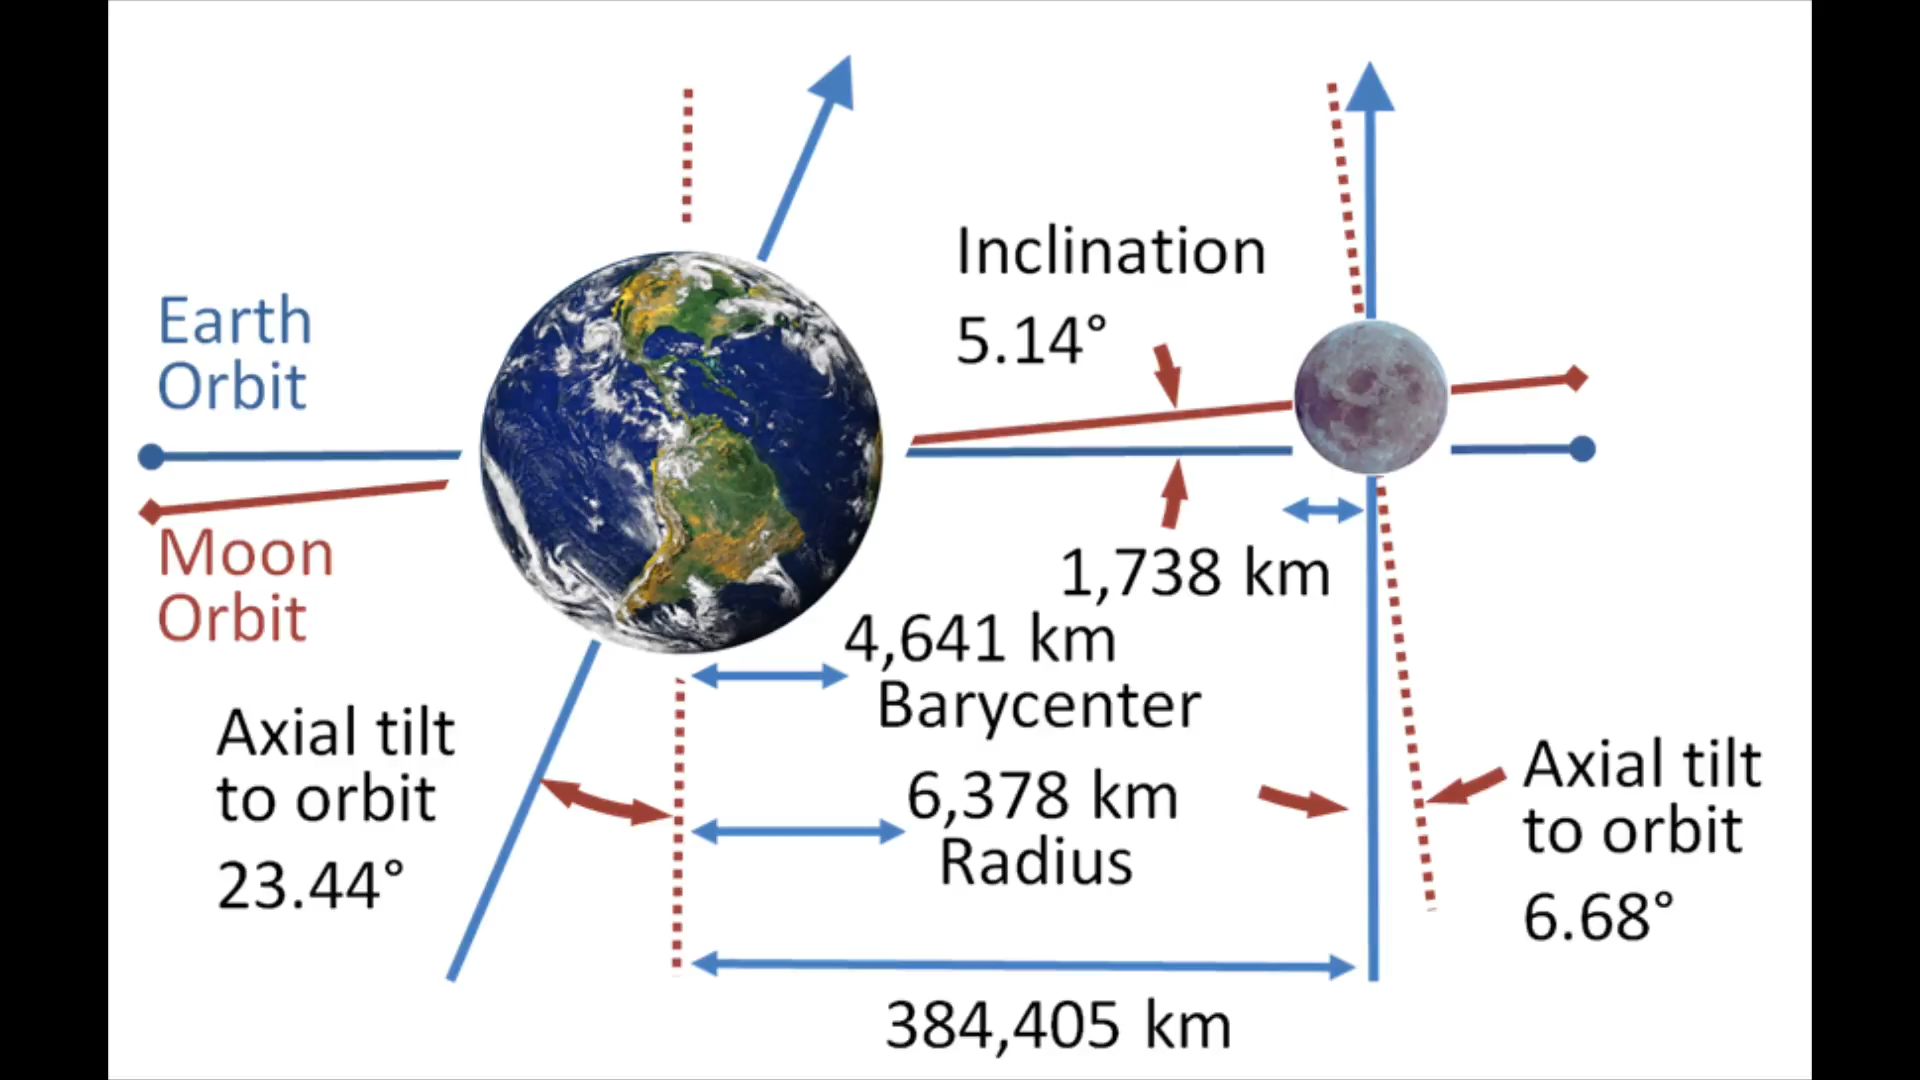 Inclination
5.14°
Earth
Orbit
Moon
Orbit
1,738 km
4,641 km
Barycenter
Axial tilt
to orbit
23.44°
6,378 km
Radius
Axial tilt
to orbit
6.68°
384,405 km